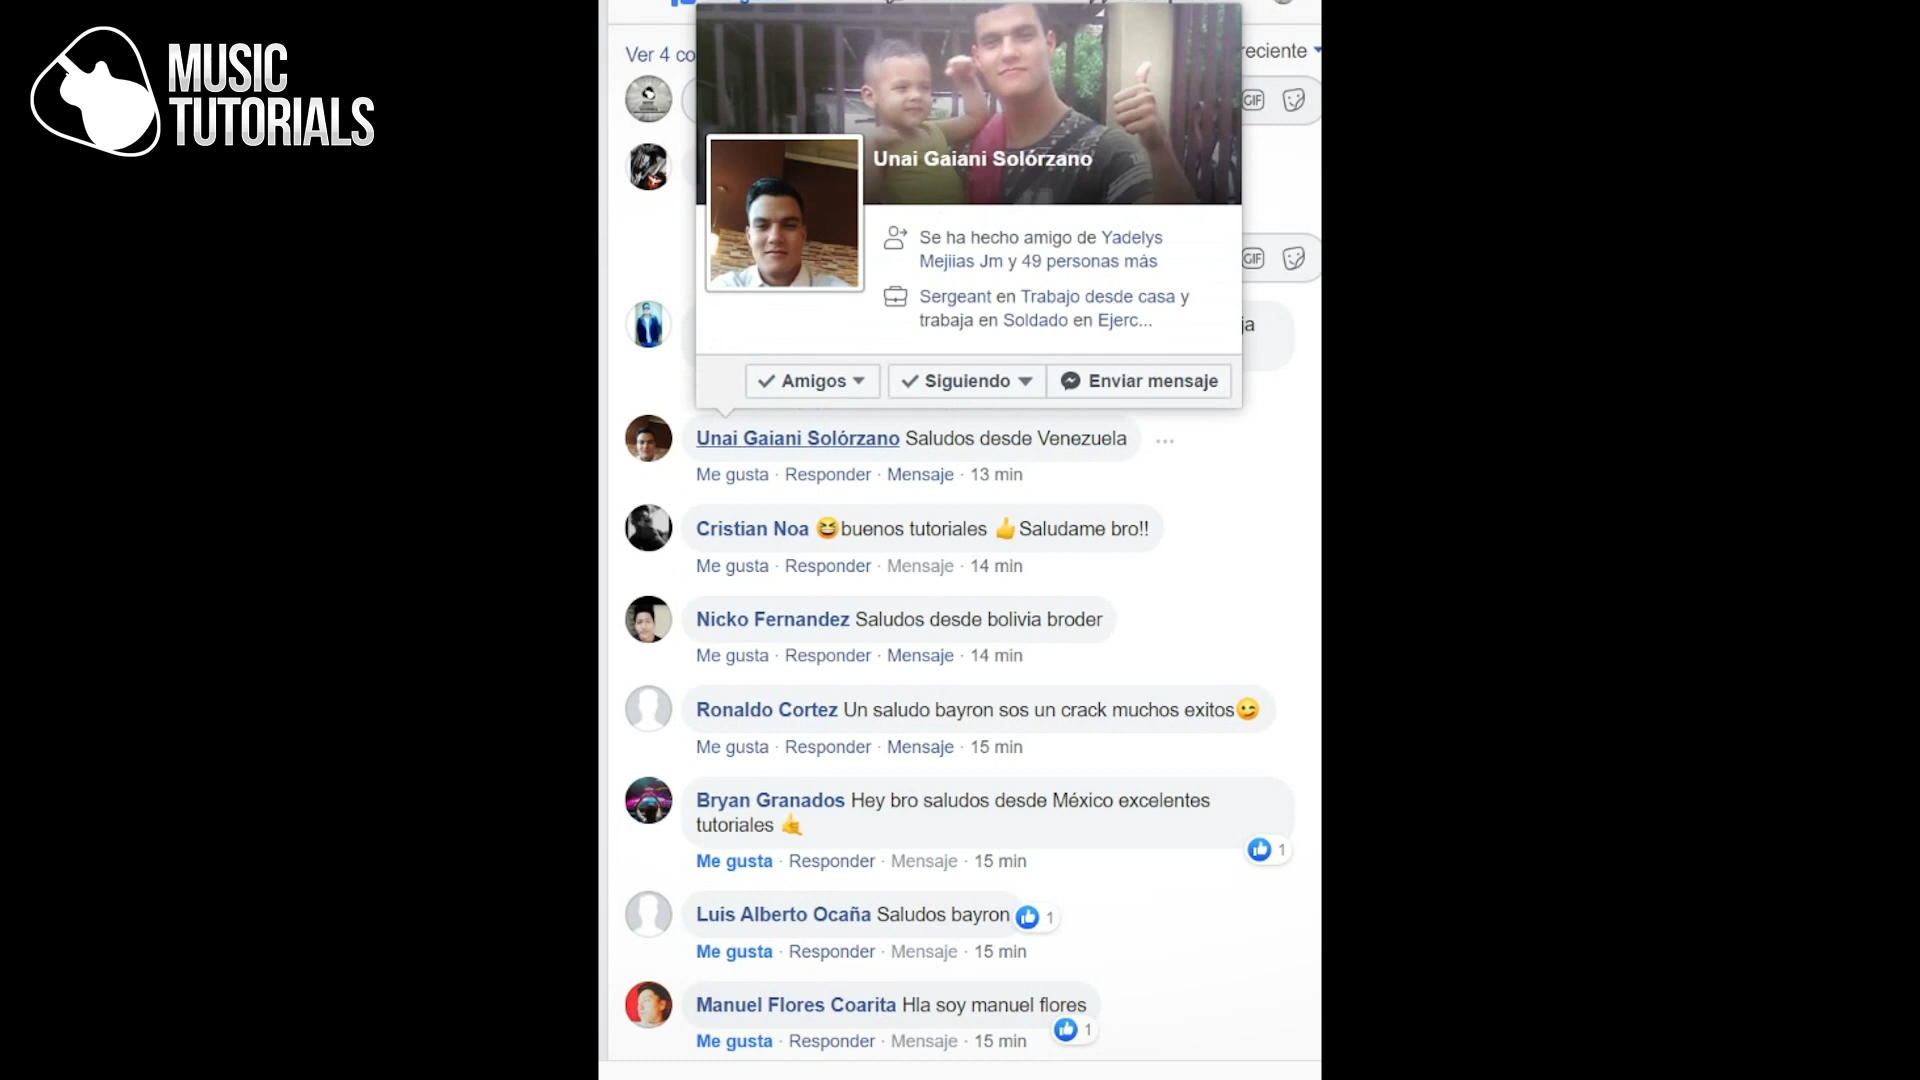 MUSIC
TUTORIALS
Ver 4 co
reciente
GIF
Unai Gaiani Solórzano
Se ha hecho amigo de Yadelys
Mejiias Jm y 49 personas más
GIF
Sergeant en Trabajo desde casa y
trabaja en Soldado en Ejerc...
ja
Amigos
Siguiendo
Enviar mensaje
Unai Gaiani Solórzano Saludos desde Venezuela
Me gusta · Responder · Mensaje · 13 min
Cristian Noa 😆buenos tutoriales 👍Saludame bro!!
Me gusta · Responder · Mensaje · 14 min
Nicko Fernandez Saludos desde bolivia broder
Me gusta · Responder · Mensaje · 14 min
Ronaldo Cortez Un saludo bayron sos un crack muchos exitos😉
Me gusta · Responder · Mensaje · 15 min
Bryan Granados Hey bro saludos desde México excelentes
tutoriales 🤙
1
Me gusta · Responder · Mensaje · 15 min
Luis Alberto Ocaña Saludos bayron
1
Me gusta · Responder · Mensaje · 15 min
Manuel Flores Coarita Hla soy manuel flores
1
Me gusta · Responder · Mensaje · 15 min